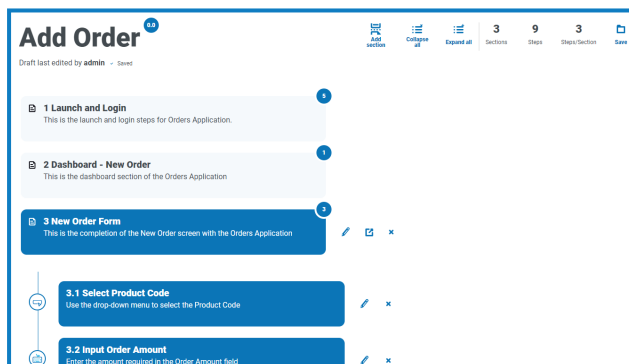 Add Order 0.0
Add section
Collapse all
Expand all
3 Sections
9 Steps
3 Steps/Section
Save
Draft last edited by admin - Saved
5
1 Launch and Login
This is the launch and login steps for Orders Application.
1
2 Dashboard - New Order
This is the dashboard section of the Orders Application
3
3 New Order Form
This is the completion of the New Order screen with the Orders Application
3.1 Select Product Code
Use the drop-down menu to select the Product Code
3.2 Input Order Amount
Enter the amount required in the Order Amount field